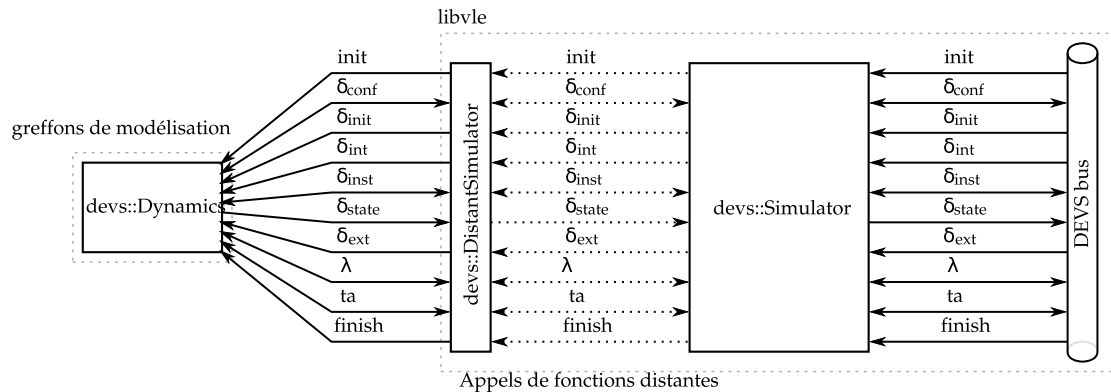 libvle
init
init
init
δconf
δconf
δconf
greffons de modélisation
δinit
δinit
δinit
δint
δint
δint
δinst
δinst
δinst
devs::Dynamics
devs::DistantSimulator
devs::Simulator
DEVS bus
δstate
δstate
δstate
δext
δext
δext
λ
λ
λ
ta
ta
ta
finish
finish
finish
Appels de fonctions distantes